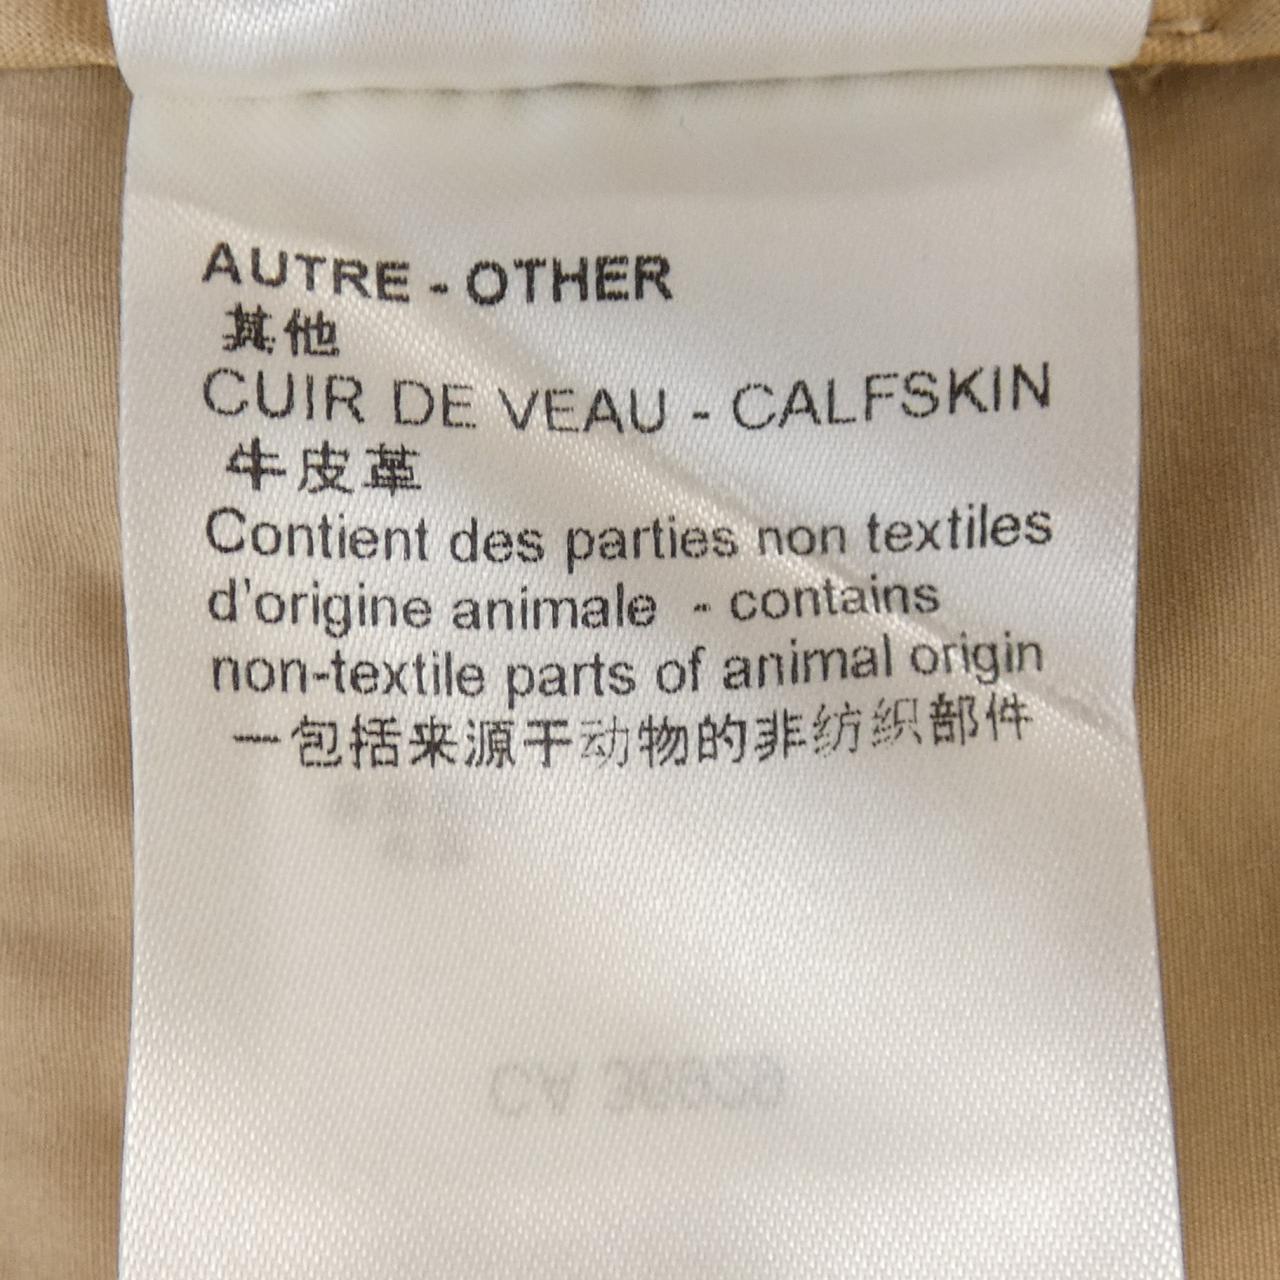 AUTRE - OTHER
其他
CUIR DE VEAU - CALFSKIN
牛皮革
Contient des parties non textiles
d'origine animale - contains
non-textile parts of animal origin
一包括来源于动物的非纺织部件
CA